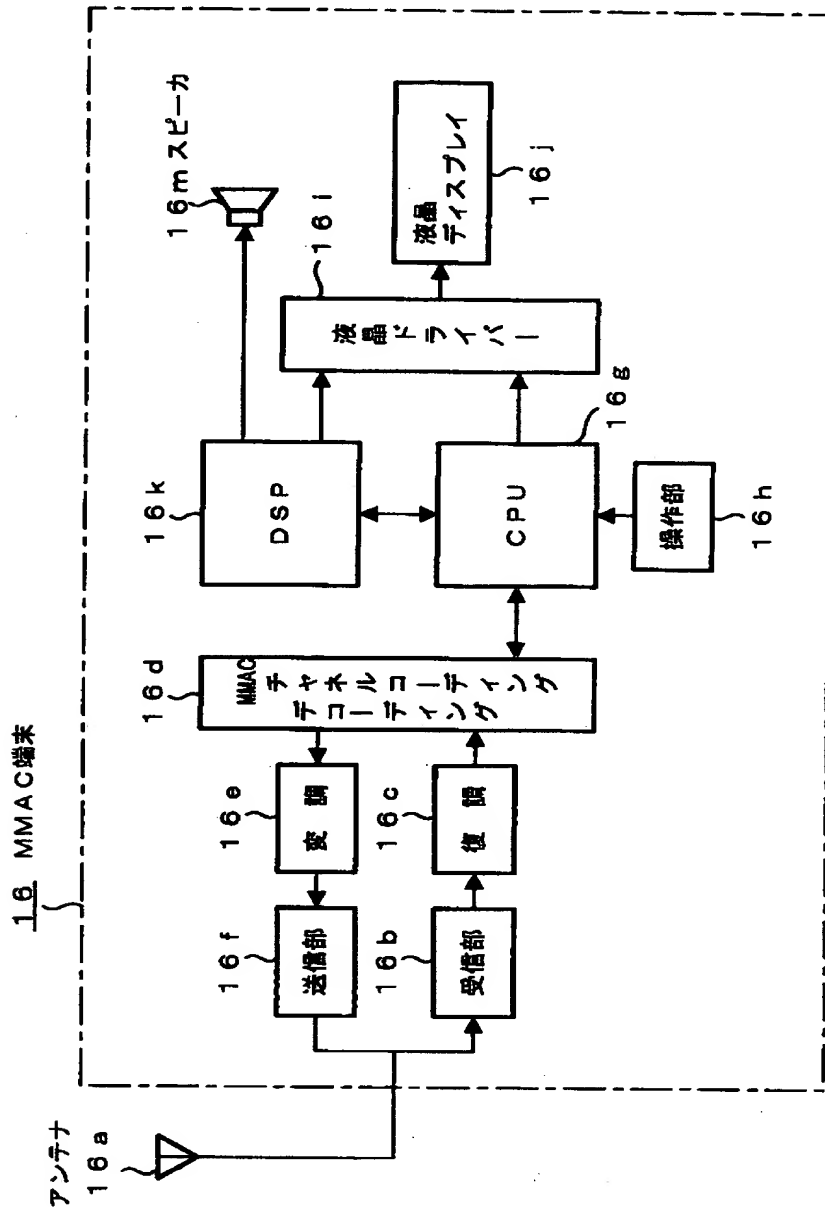 16 MMAC端末
アンテナ
16a
16f
送信部
16e
変調
16b
受信部
16c
復調
16d
MMAC
チャネルコーディング
デコーディング
16k
DSP
CPU
16g
操作部
16h
16m スピーカ
16i
液晶ドライバー
液晶
ディスプレイ
16j